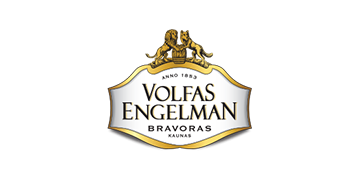 ANNO 1853
VOLFAS
ENGELMAN
BRAVORAS
KAUNAS